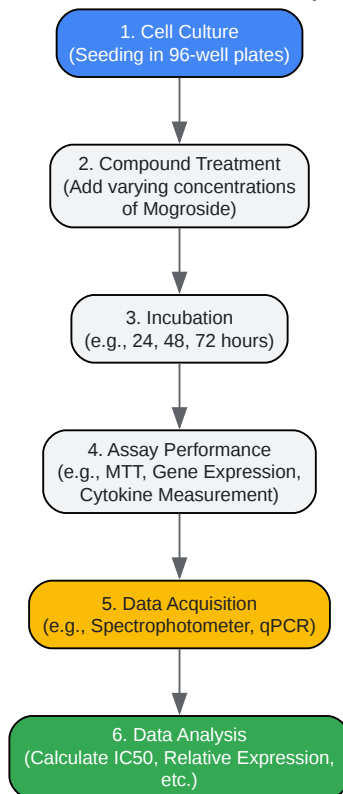 1. Cell Culture
(Seeding in 96-well plates)
2. Compound Treatment
(Add varying concentrations
of Mogroside)
3. Incubation
(e.g., 24, 48, 72 hours)
4. Assay Performance
(e.g., MTT, Gene Expression,
Cytokine Measurement)
5. Data Acquisition
(e.g., Spectrophotometer, qPCR)
6. Data Analysis
(Calculate IC50, Relative Expression,
etc.)